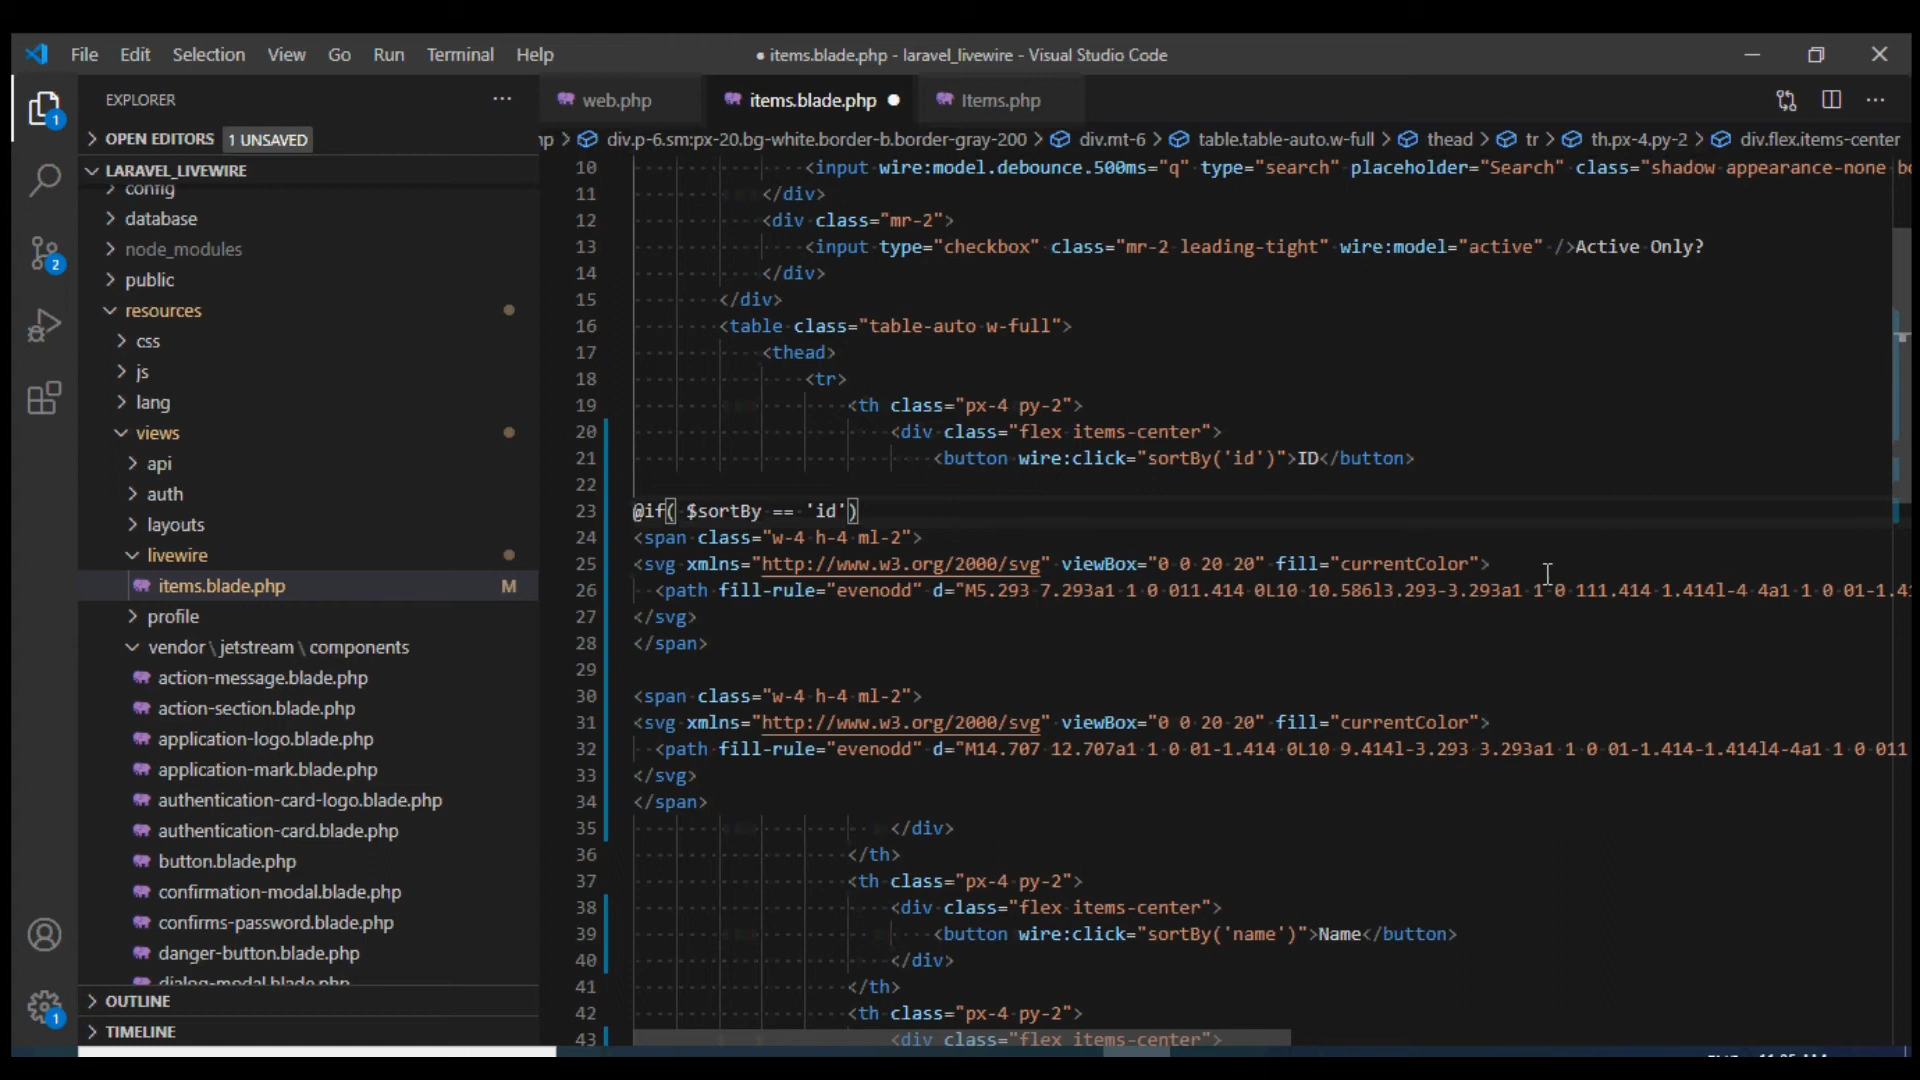 File Edit Selection View Go Run Terminal Help
● items.blade.php - laravel_livewire - Visual Studio Code
EXPLORER
OPEN EDITORS 1 UNSAVED
LARAVEL_LIVEWIRE
config
database
node_modules
public
resources
css
js
lang
views
api
auth
layouts
livewire
items.blade.php M
profile
vendor \ jetstream \ components
action-message.blade.php
action-section.blade.php
application-logo.blade.php
application-mark.blade.php
authentication-card-logo.blade.php
authentication-card.blade.php
button.blade.php
confirmation-modal.blade.php
confirms-password.blade.php
danger-button.blade.php
dialog-modal.blade.php
OUTLINE
TIMELINE
1
2
1
web.php items.blade.php Items.php
div.p-6.sm:px-20.bg-white.border-b.border-gray-200 > div.mt-6 > table.table-auto.w-full > thead > tr > th.px-4.py-2 > div.flex.items-center
10 <input wire:model.debounce.500ms="q" type="search" placeholder="Search" class="shadow appearance-none
11 </div>
12 <div class="mr-2">
13 <input type="checkbox" class="mr-2 leading-tight" wire:model="active" />Active Only?
14 </div>
15 </div>
16 <table class="table-auto w-full">
17 <thead>
18 <tr>
19 <th class="px-4 py-2">
20 <div class="flex items-center">
21 <button wire:click="sortBy('id')">ID</button>
22
23 @if( $sortBy == 'id')
24 <span class="w-4 h-4 ml-2">
25 <svg xmlns="http://www.w3.org/2000/svg" viewBox="0 0 20 20" fill="currentColor">
26 <path fill-rule="evenodd" d="M5.293 7.293a1 1 0 011.414 0L10 10.586l3.293-3.293a1 1 0 111.414 1.414l-4 4a1 1 0 01-1.41
27 </svg>
28 </span>
29
30 <span class="w-4 h-4 ml-2">
31 <svg xmlns="http://www.w3.org/2000/svg" viewBox="0 0 20 20" fill="currentColor">
32 <path fill-rule="evenodd" d="M14.707 12.707a1 1 0 01-1.414 0L10 9.414l-3.293 3.293a1 1 0 01-1.414-1.414l4-4a1 1 0 011
33 </svg>
34 </span>
35 </div>
36 </th>
37 <th class="px-4 py-2">
38 <div class="flex items-center">
39 <button wire:click="sortBy('name')">Name</button>
40 </div>
41 </th>
42 <th class="px-4 py-2">
43 <div class="flex items-center">